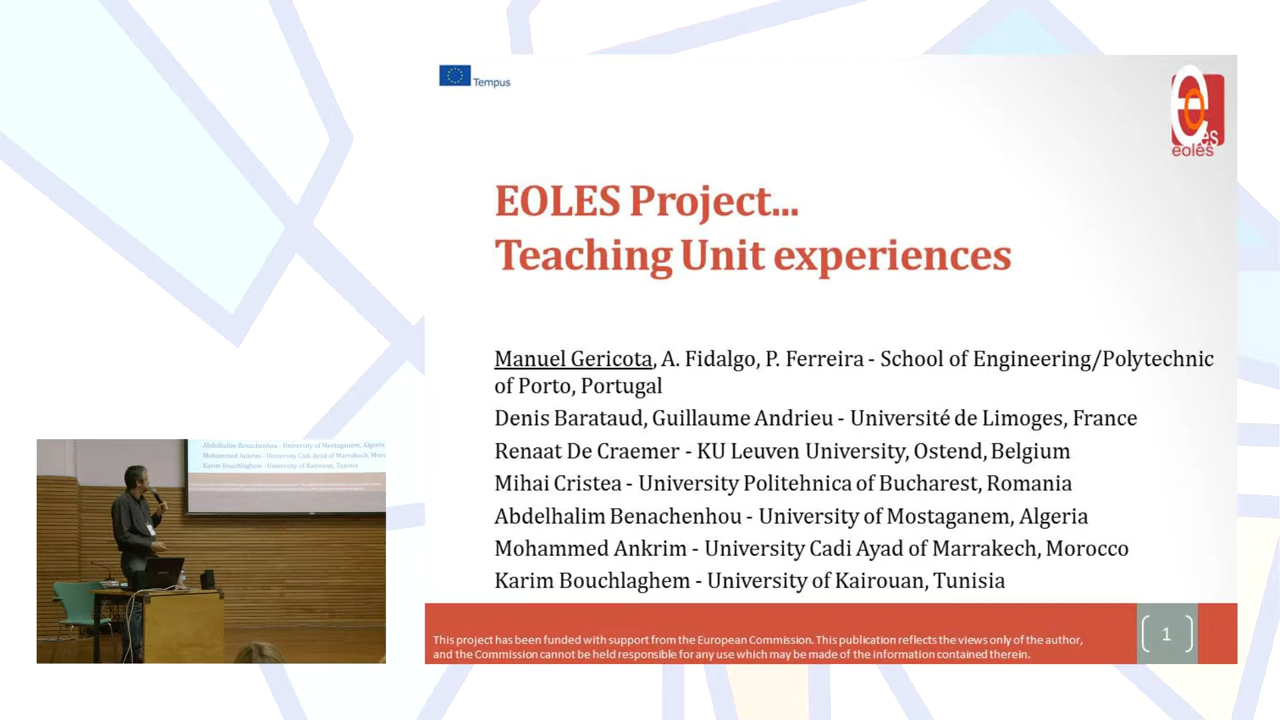 Tempus
es
eolês
EOLES Project...
Teaching Unit experiences
Manuel Gericota, A. Fidalgo, P. Ferreira - School of Engineering/Polytechnic
of Porto, Portugal
Denis Barataud, Guillaume Andrieu - Université de Limoges, France
Renaat De Craemer - KU Leuven University, Ostend, Belgium
Mihai Cristea - University Politehnica of Bucharest, Romania
Abdelhalim Benachenhou - University of Mostaganem, Algeria
Mohammed Ankrim - University Cadi Ayad of Marrakech, Morocco
Karim Bouchlaghem - University of Kairouan, Tunisia
This project has been funded with support from the European Commission. This publication reflects the views only of the author,
and the Commission cannot be held responsible for any use which may be made of the information contained therein.
1
Abdelhalim Benachenhou - University of Mostaganem, Algeria
Mohammed Ankrim - University Cadi Ayad of Marrakech, Moro
Karim Bouchlaghem - University of Kairouan, Tunisia